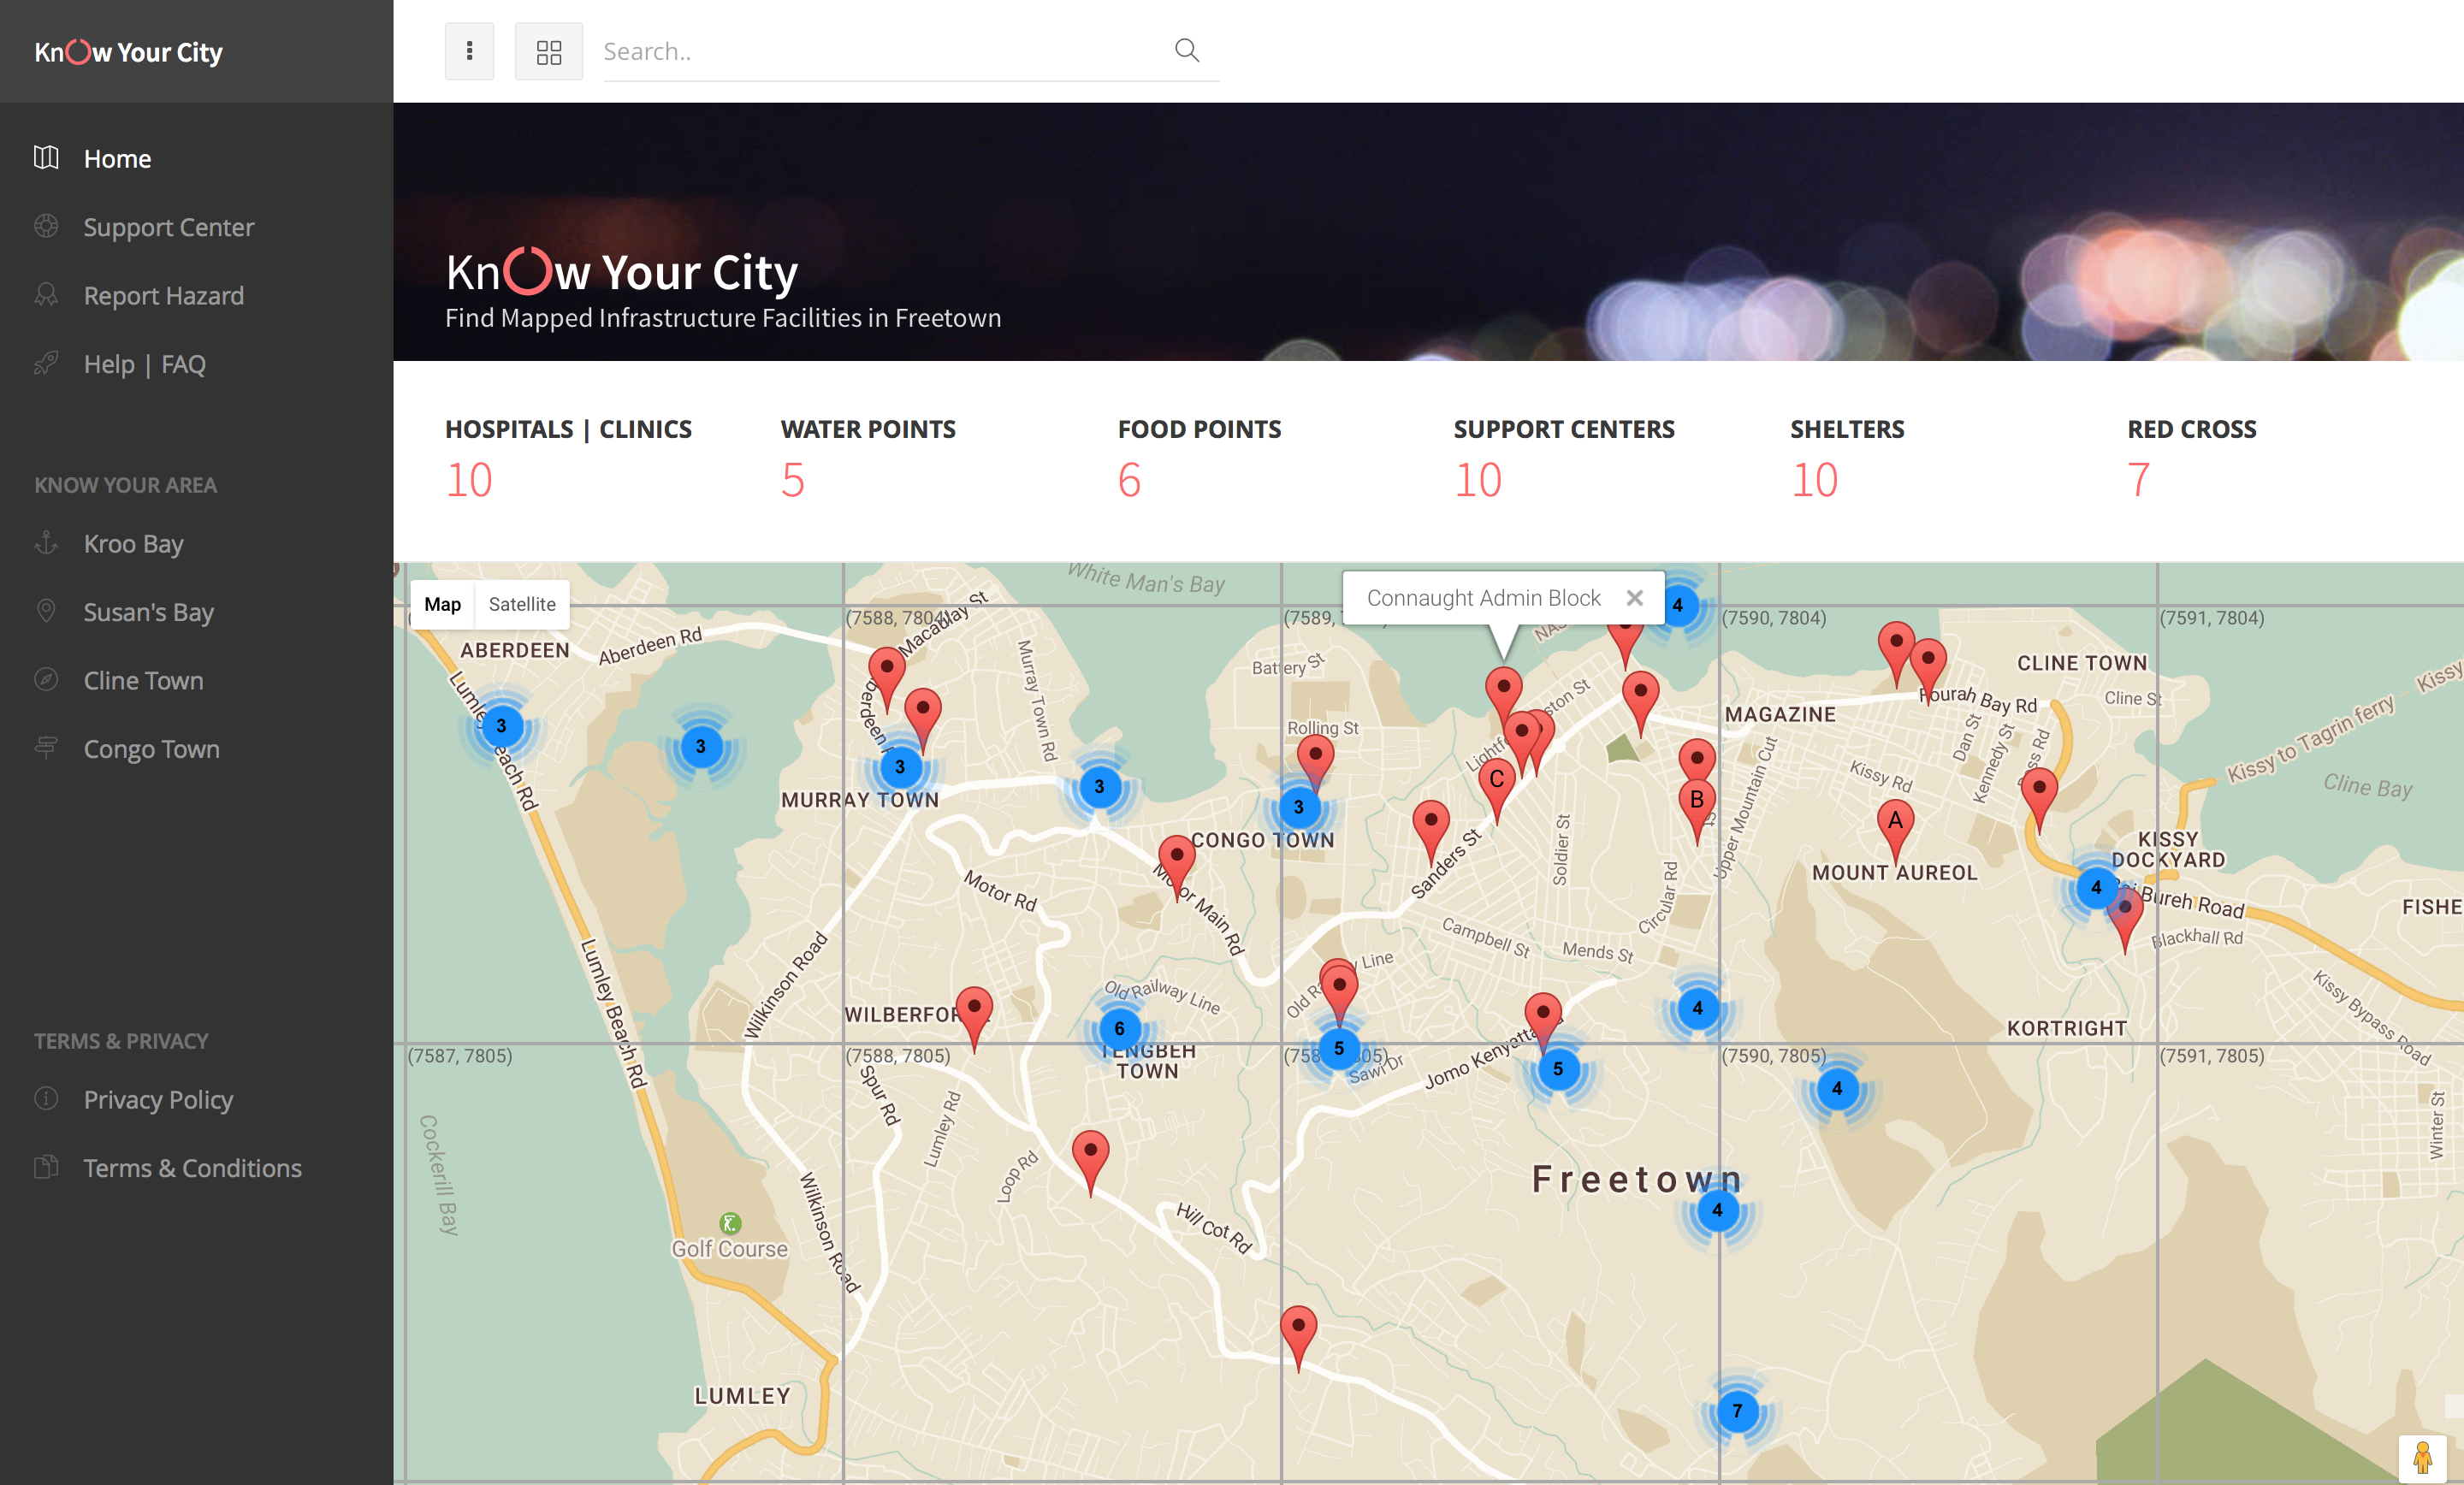 Know Your City
Search..
Home
Support Center
Report Hazard
Help | FAQ
KNOW YOUR AREA
Kroo Bay
Susan's Bay
Cline Town
Congo Town
TERMS & PRIVACY
Privacy Policy
Terms & Conditions
Know Your City
Find Mapped Infrastructure Facilities in Freetown
HOSPITALS | CLINICS
10
WATER POINTS
5
FOOD POINTS
6
SUPPORT CENTERS
10
SHELTERS
10
RED CROSS
7
Map
Satellite
White Man's Bay
Connaught Admin Block
4
(7588, 7804)
(7589,
(7590, 7804)
(7591, 7804)
ABERDEEN
Aberdeen Rd
Macaulay St
Murray Town Rd
Battery St
CLINE TOWN
Cline St
Fourah Bay Rd
MAGAZINE
Kissy to Tagrin ferry
Kissy
Cline Bay
Rolling St
3
3
3
3
3
MURRAY TOWN
CONGO TOWN
C
B
A
Kissy Rd
Dan St
Kennedy St
Upper Mountain Cut
Soldier St
Sanders St
MOUNT AUREOL
KISSY
DOCKYARD
4
Bureh Road
Blackhall Rd
FISHE
Motor Rd
Motor Main Rd
Circular Rd
Campbell St
Mends St
Line
Lumley Beach Rd
Wilkinson Road
Old Railway Line
6
5
5
4
4
KORTRIGHT
Kissy Bypass Road
(7587, 7805)
(7588, 7805)
(7590, 7805)
(7591, 7805)
TENGBEH
TOWN
Jomo Kenyatta
Spur Rd
Lumley Rd
Loop Rd
Cockerill Bay
Winter St
Freetown
4
Wilkinson Road
Hill Cot Rd
Golf Course
LUMLEY
7